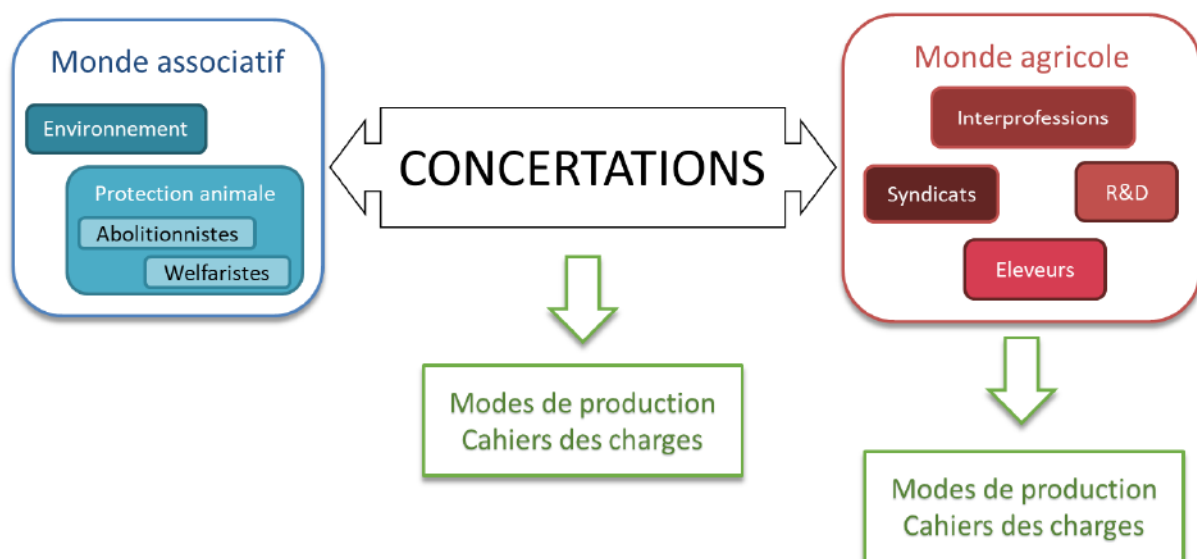 Monde associatif
Environnement
Protection animale
Abolitionnistes
Welfaristes
CONCERTATIONS
Monde agricole
Interprofessions
Syndicats
R&D
Eleveurs
Modes de production
Cahiers des charges
Modes de production
Cahiers des charges